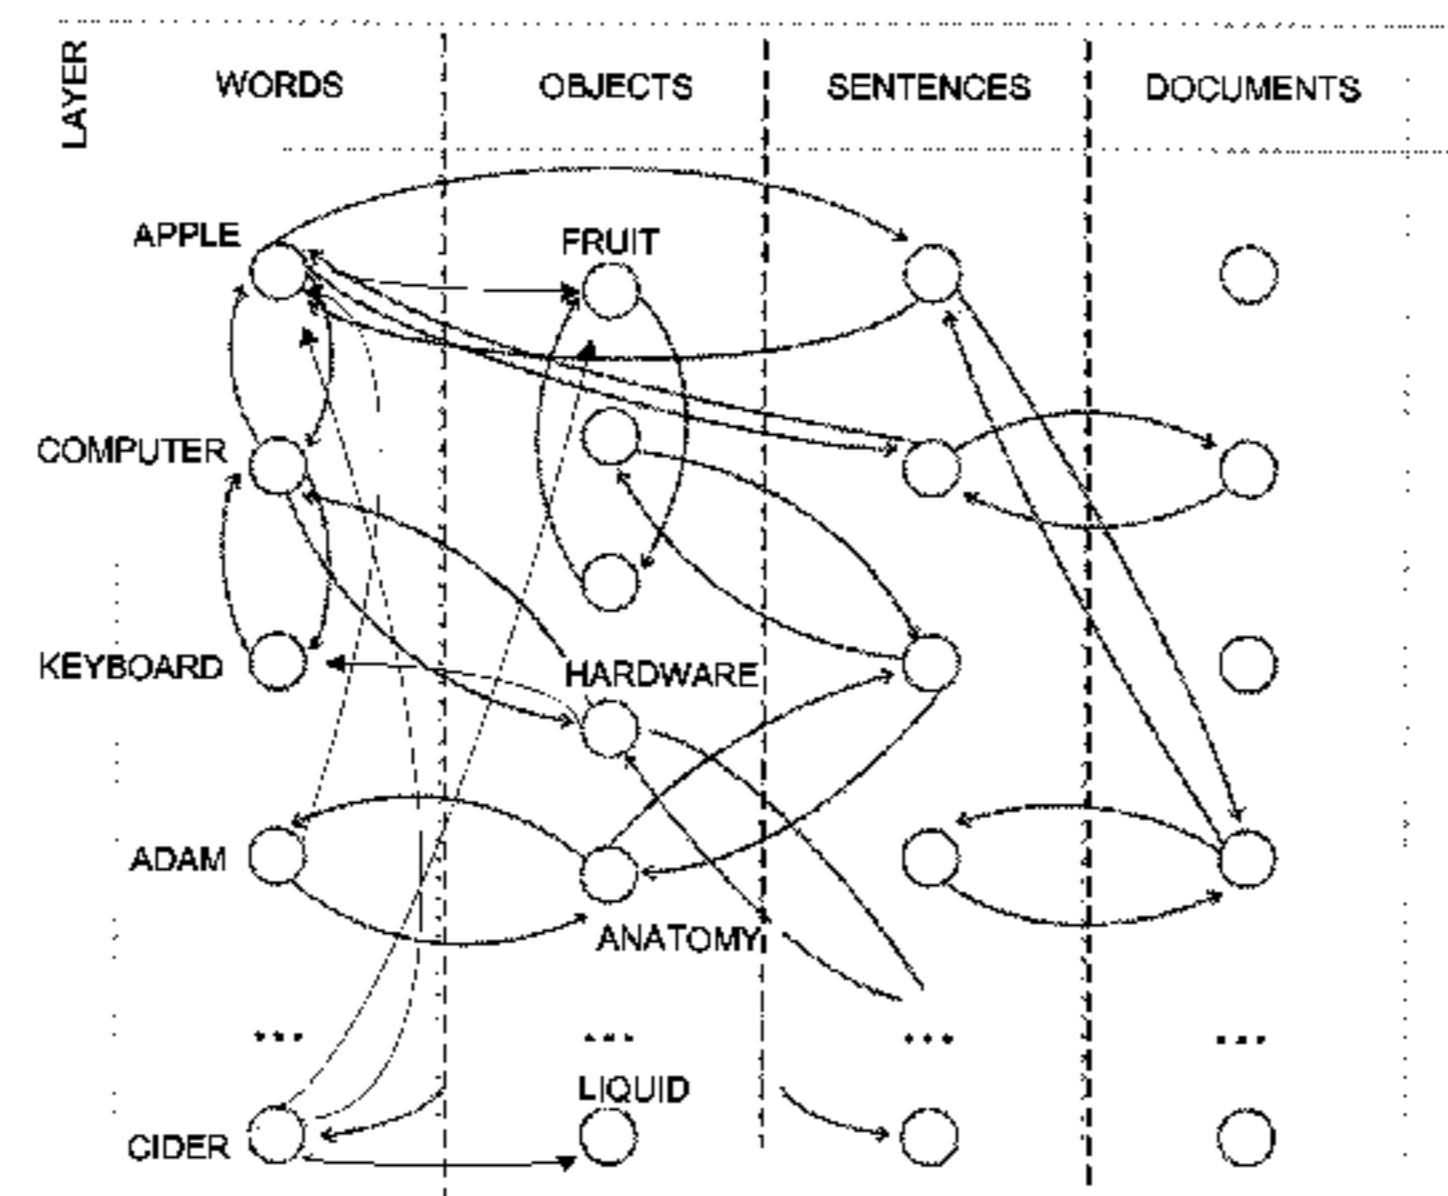 LAYER
WORDS OBJECTS SENTENCES DOCUMENTS
APPLE
FRUIT
COMPUTER
KEYBOARD
HARDWARE
ADAM
ANATOMY
... ... ... ...
LIQUID
CIDER